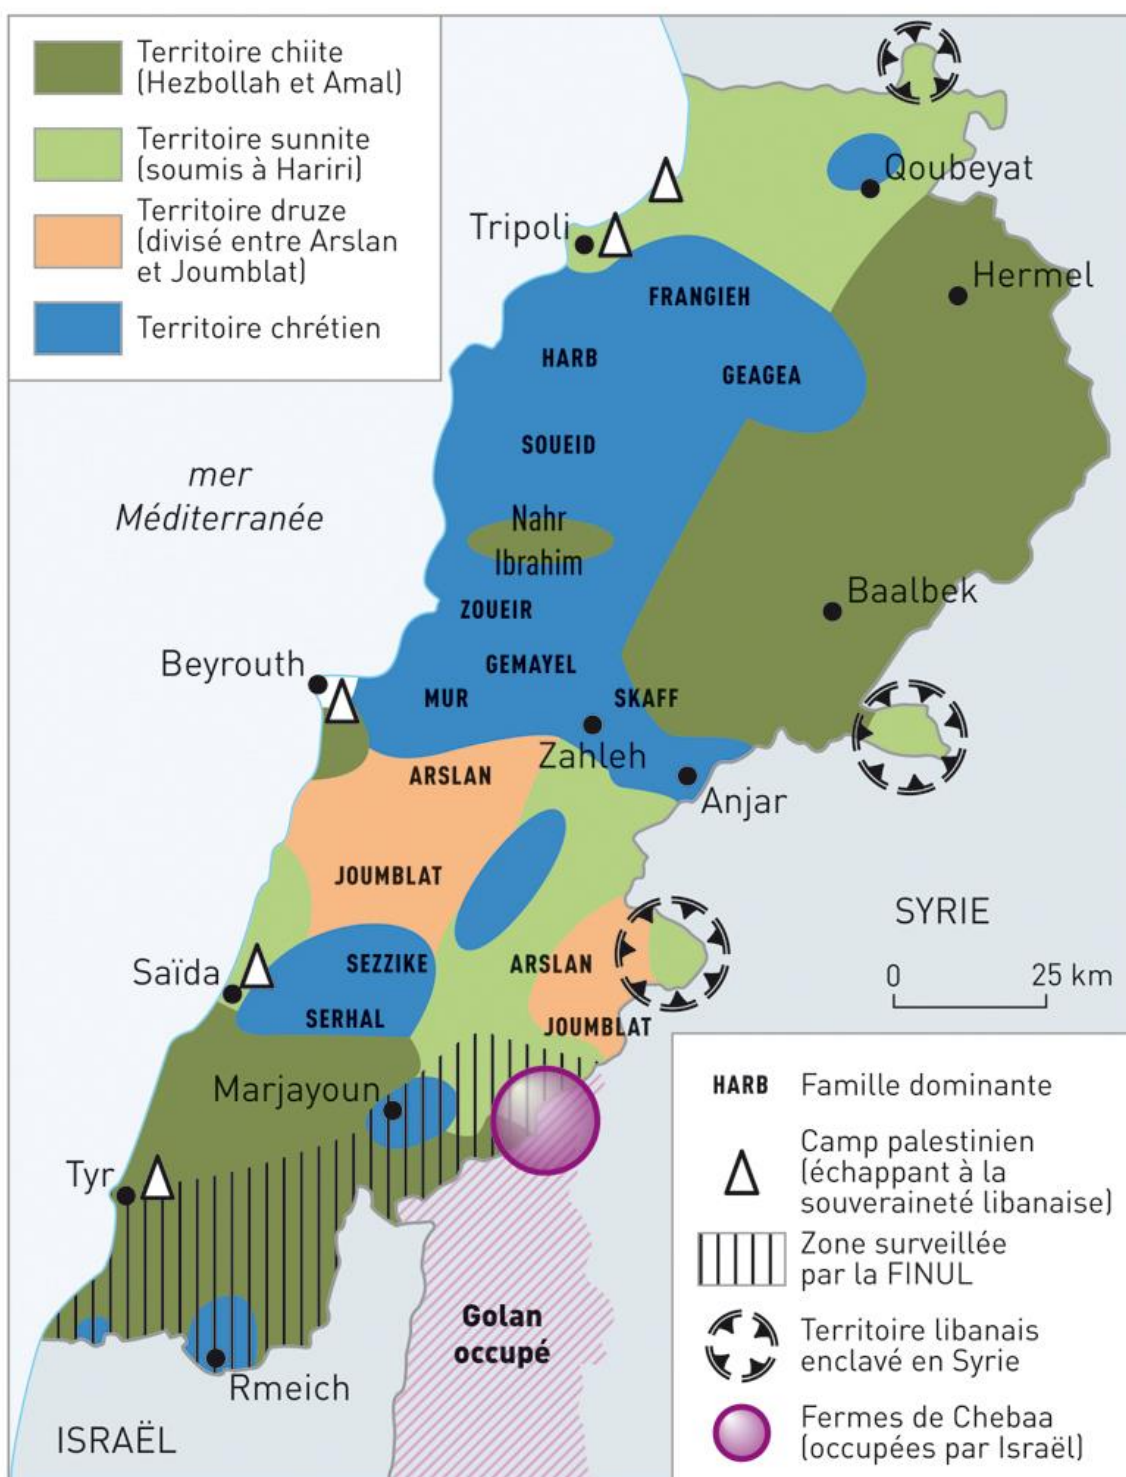 Territoire chiite
(Hezbollah et Amal)
Territoire sunnite
(soumis à Hariri)
Territoire druze
(divisé entre Arslan
et Joumblat)
Territoire chrétien
Qoubeyat
Tripoli
Hermel
FRANGIEH
HARB
GEAGEA
SOUEID
mer
Méditerranée
Nahr
Ibrahim
Baalbek
ZOUEIR
Beyrouth
GEMAYEL
MUR
SKAFF
Zahleh
ARSLAN
Anjar
JOUMBLAT
SYRIE
Saïda
SEZZIKE
ARSLAN
0 25 km
SERHAL
JOUMBLAT
Marjayoun
Tyr
Golan
occupé
Rmeich
ISRAËL
HARB Famille dominante
Camp palestinien
(échappant à la
souveraineté libanaise)
Zone surveillée
par la FINUL
Territoire libanais
enclavé en Syrie
Fermes de Chebaa
(occupées par Israël)